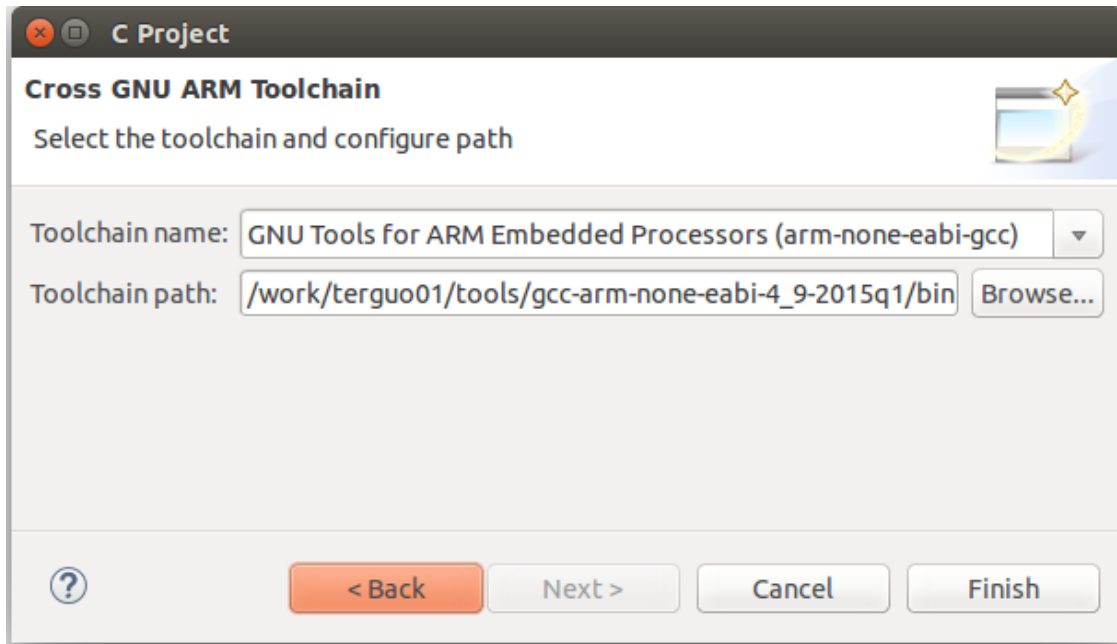 C Project
Cross GNU ARM Toolchain
Select the toolchain and configure path
Toolchain name: GNU Tools for ARM Embedded Processors (arm-none-eabi-gcc)
Toolchain path: /work/terguo01/tools/gcc-arm-none-eabi-4_9-2015q1/bin Browse...
? < Back Next > Cancel Finish